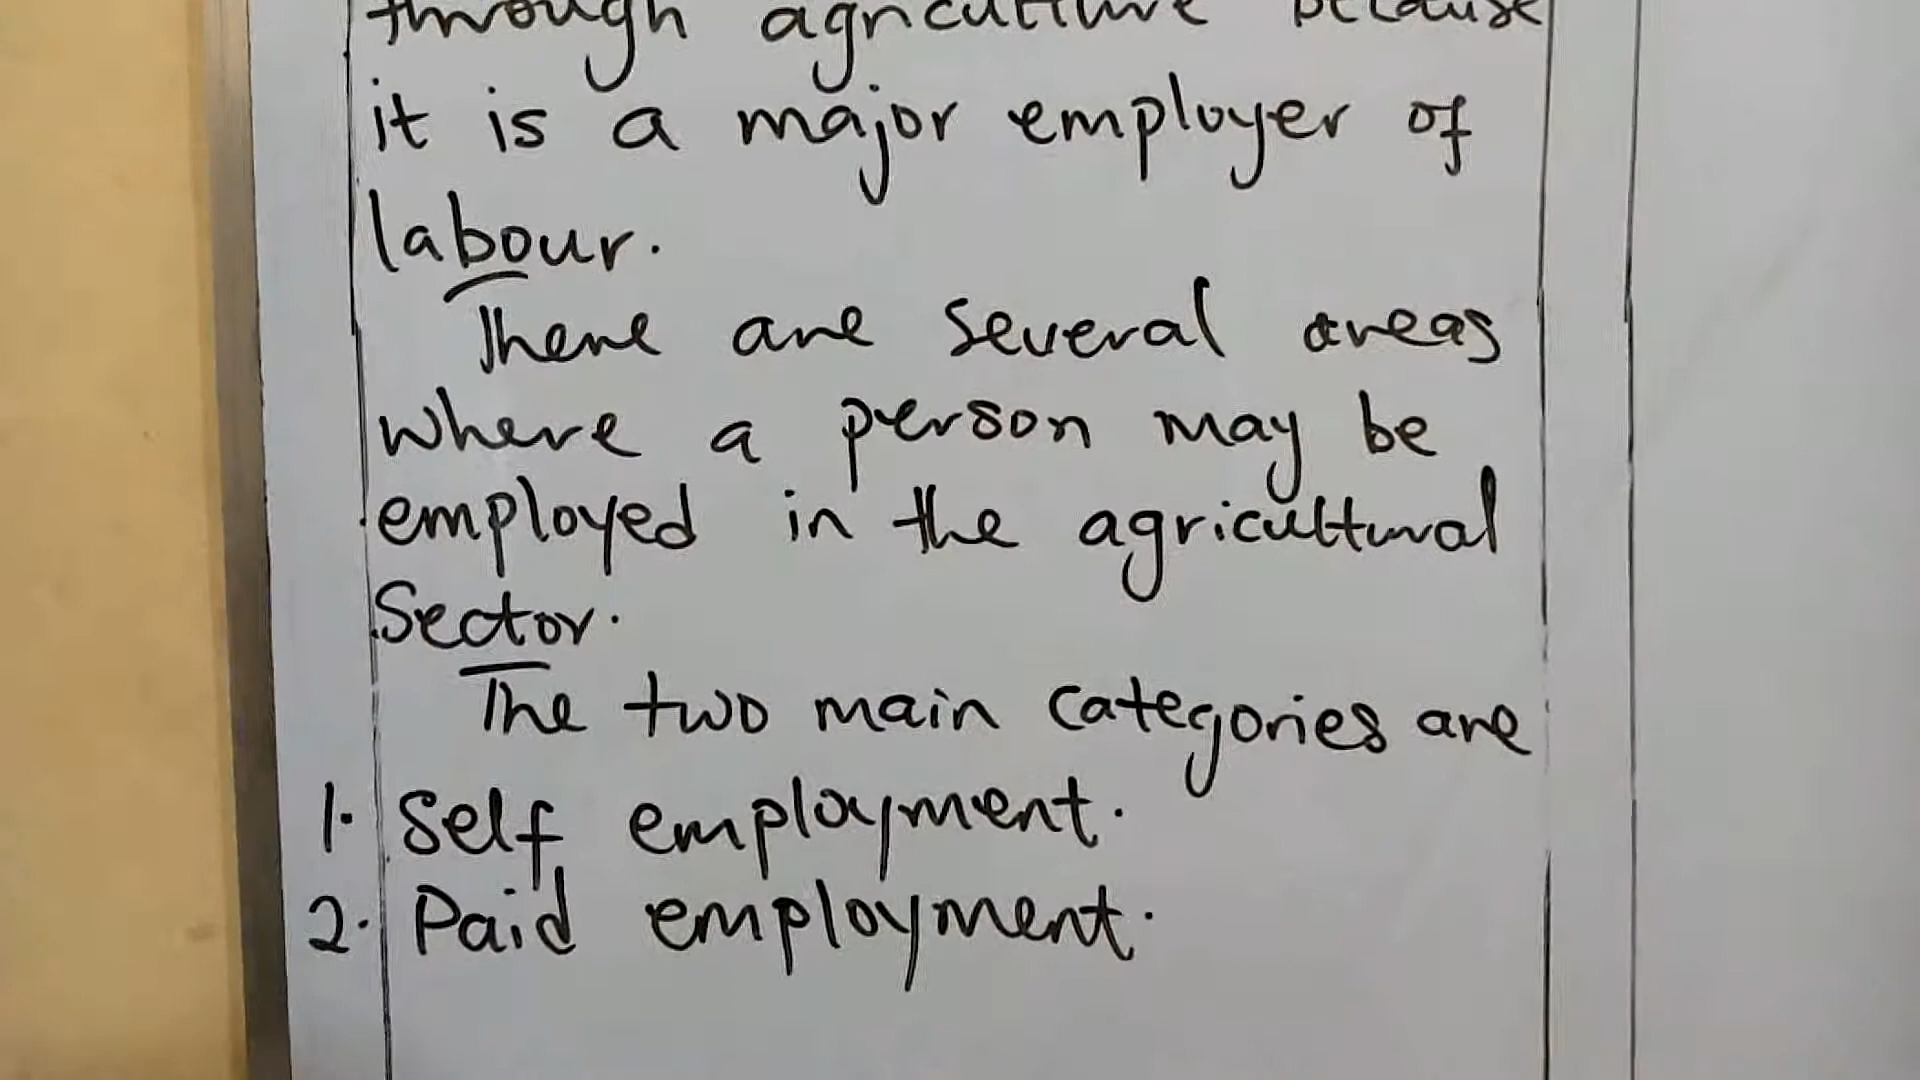 through agriculture because
it is a major employer of
labour.
There are several areas
where a person may be
employed in the agricultural
Sector.
The two main categories are
1. Self employment.
2. Paid employment.